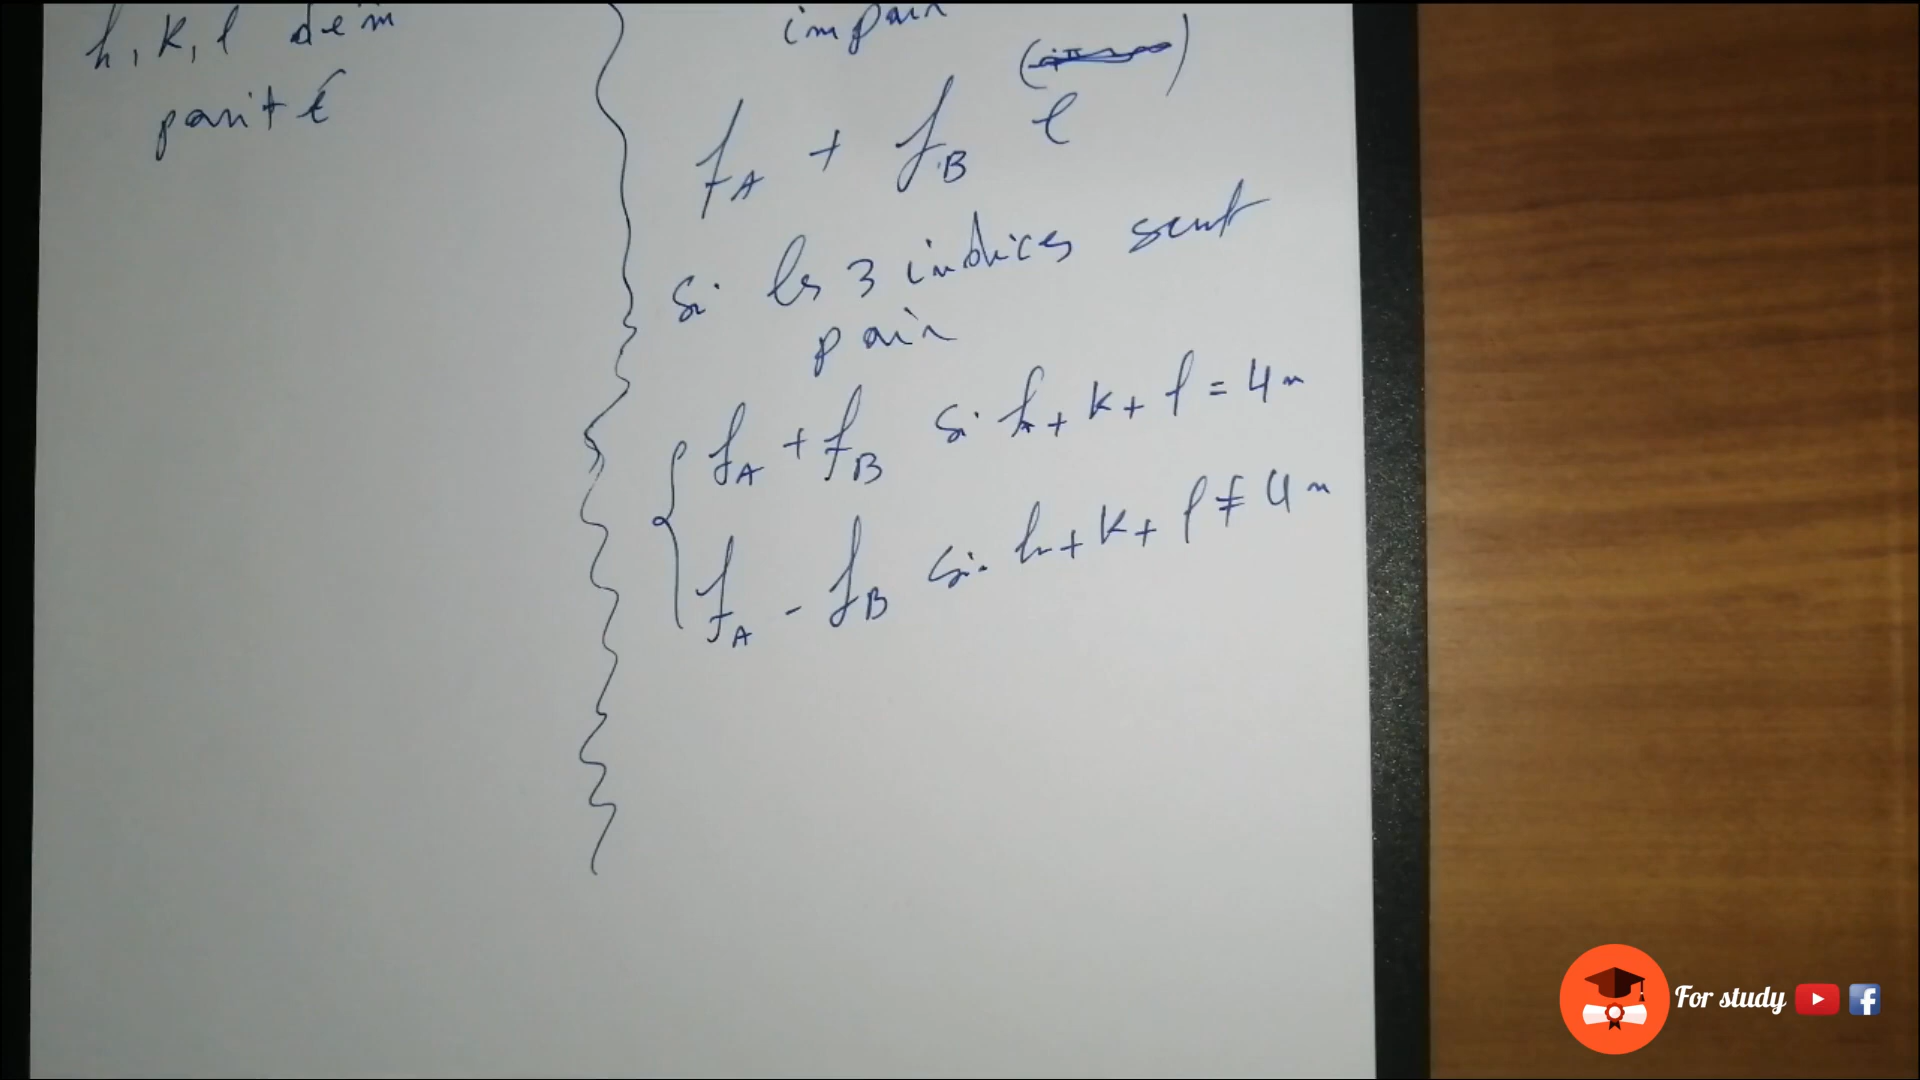 h, k, l dem
parité
impair
f_A + f_B e
si les 3 indices sont
pair
f_A + f_B si h + k + l = 4n
f_A - f_B si h + k + l ≠ 4n
For study